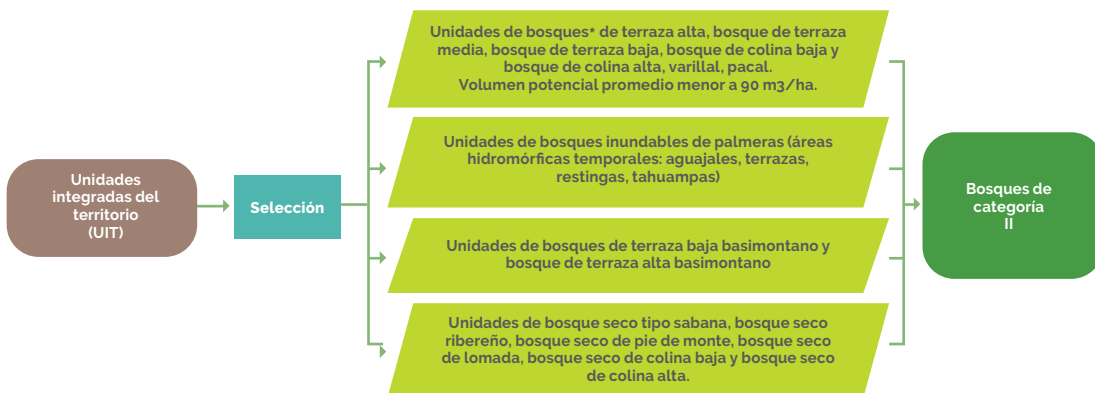 Unidades
integradas del
territorio
(UIT)
Selección
Unidades de bosques* de terraza alta, bosque de terraza
media, bosque de terraza baja, bosque de colina baja y
bosque de colina alta, varillal, pacal.
Volumen potencial promedio menor a 90 m3/ha.
Unidades de bosques inundables de palmeras (áreas
hidromórficas temporales: aguajales, terrazas,
restingas, tahuampas)
Unidades de bosques de terraza baja basimontano y
bosque de terraza alta basimontano
Unidades de bosque seco tipo sabana, bosque seco
ribereño, bosque seco de pie de monte, bosque seco
de lomada, bosque seco de colina baja y bosque seco
de colina alta.
Bosques de
categoría
II